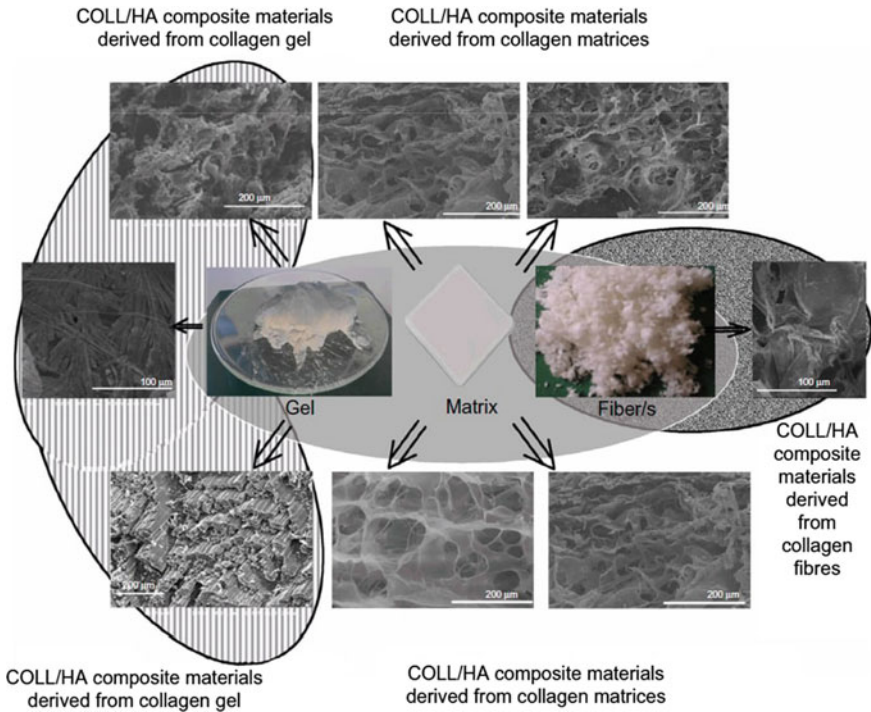 COLL/HA composite materials
derived from collagen gel
COLL/HA composite materials
derived from collagen matrices
200 µm
200 µm
200 µm
100 µm
100 µm
Gel
Matrix
Fiber/s
COLL/HA
composite
materials
derived
from
collagen
fibres
200 µm
200 µm
200 µm
COLL/HA composite materials
derived from collagen gel
COLL/HA composite materials
derived from collagen matrices